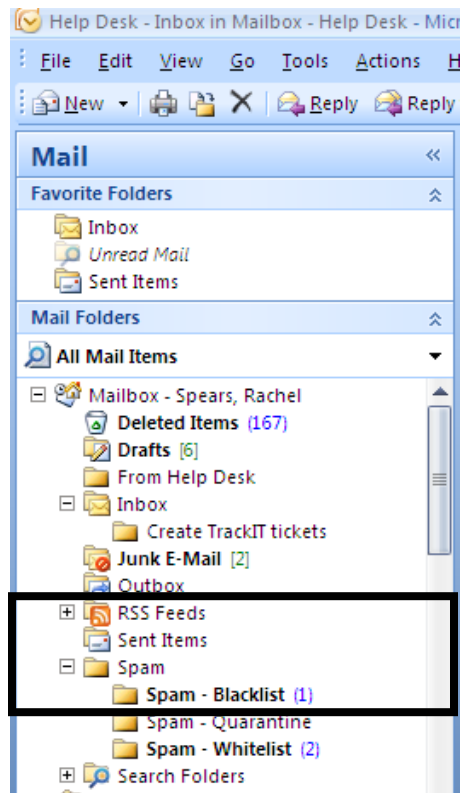 Help Desk - Inbox in Mailbox - Help Desk - Micr
File Edit View Go Tools Actions H
New Reply Reply
Mail
Favorite Folders
Inbox
Unread Mail
Sent Items
Mail Folders
All Mail Items
Mailbox - Spears, Rachel
Deleted Items (167)
Drafts [6]
From Help Desk
Inbox
Create TrackIT tickets
Junk E-Mail [2]
Outbox
RSS Feeds
Sent Items
Spam
Spam - Blacklist (1)
Spam - Quarantine
Spam - Whitelist (2)
Search Folders